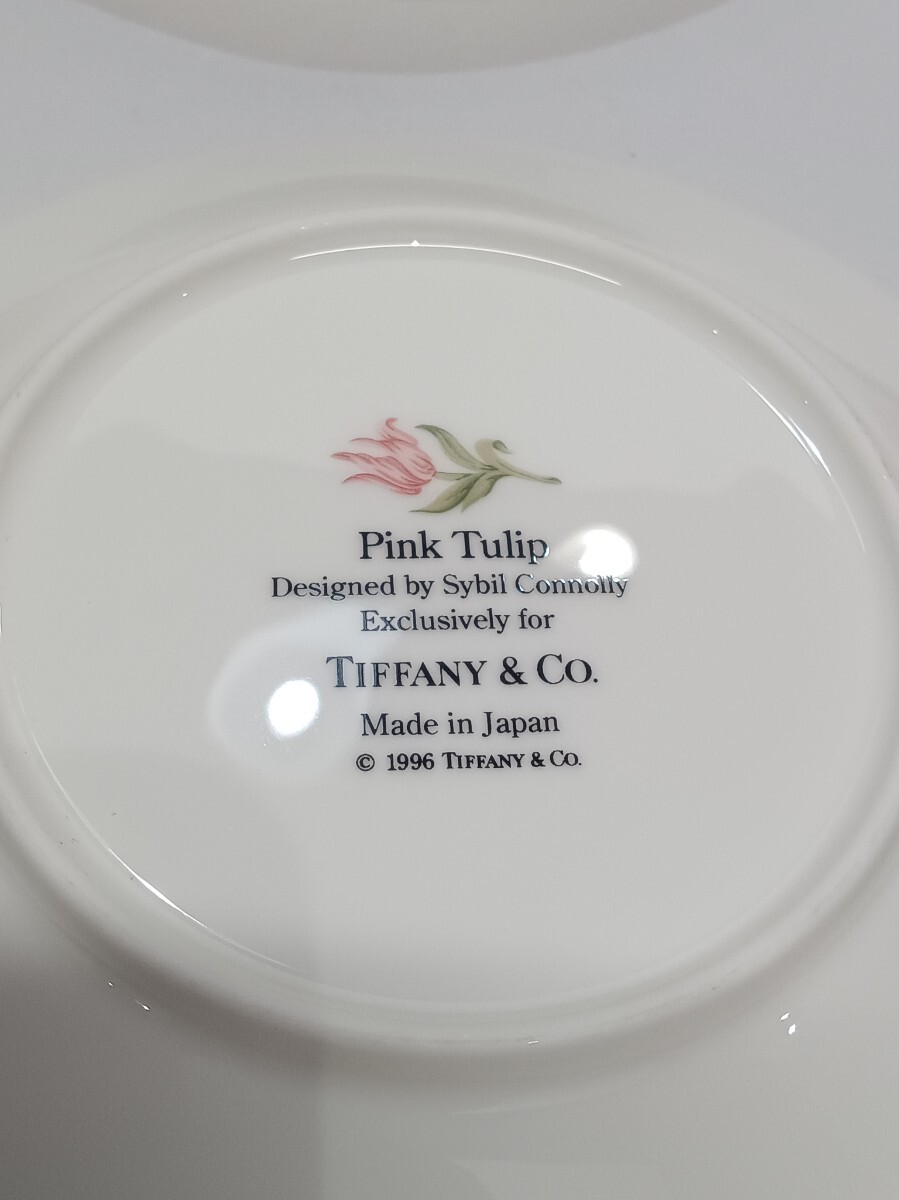 Pink Tulip
Designed by Sybil Connolly
Exclusively for
TIFFANY & CO.
Made in Japan
© 1996 TIFFANY & CO.